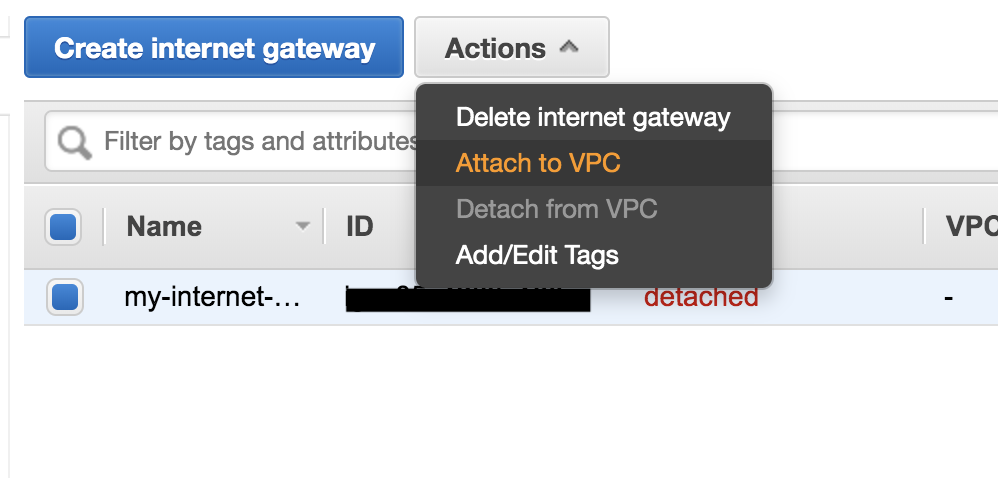 Create internet gateway
Actions
Delete internet gateway
Attach to VPC
Detach from VPC
Add/Edit Tags
Filter by tags and attributes
Name
ID
VPC
my-internet-…
detached
-